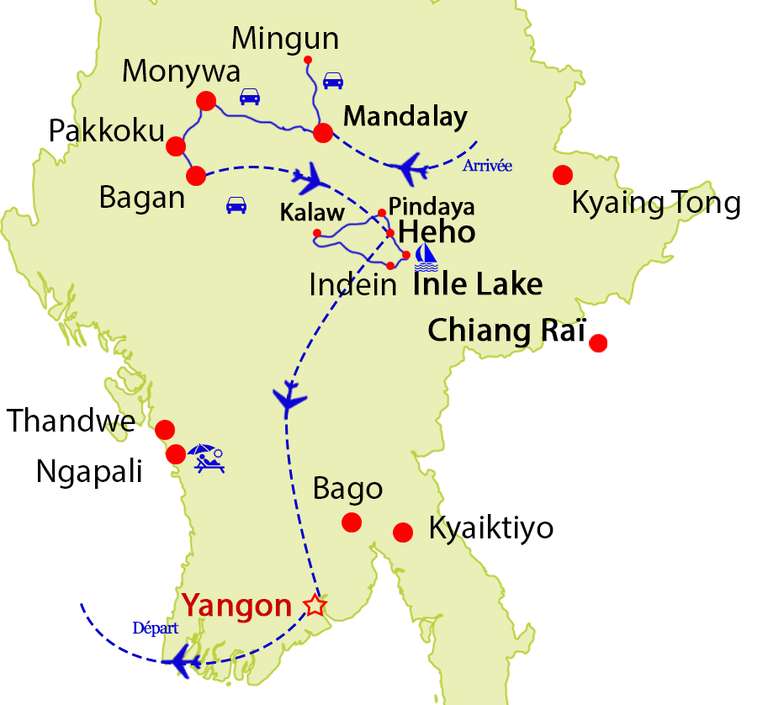 Mingun
Monywa
Mandalay
Pakkoku
Arrivée
Bagan
Kyaing Tong
Kalaw
Pindaya
Heho
Indein
Inle Lake
Chiang Raï
Thandwe
Ngapali
Bago
Kyaiktiyo
Yangon
Départ